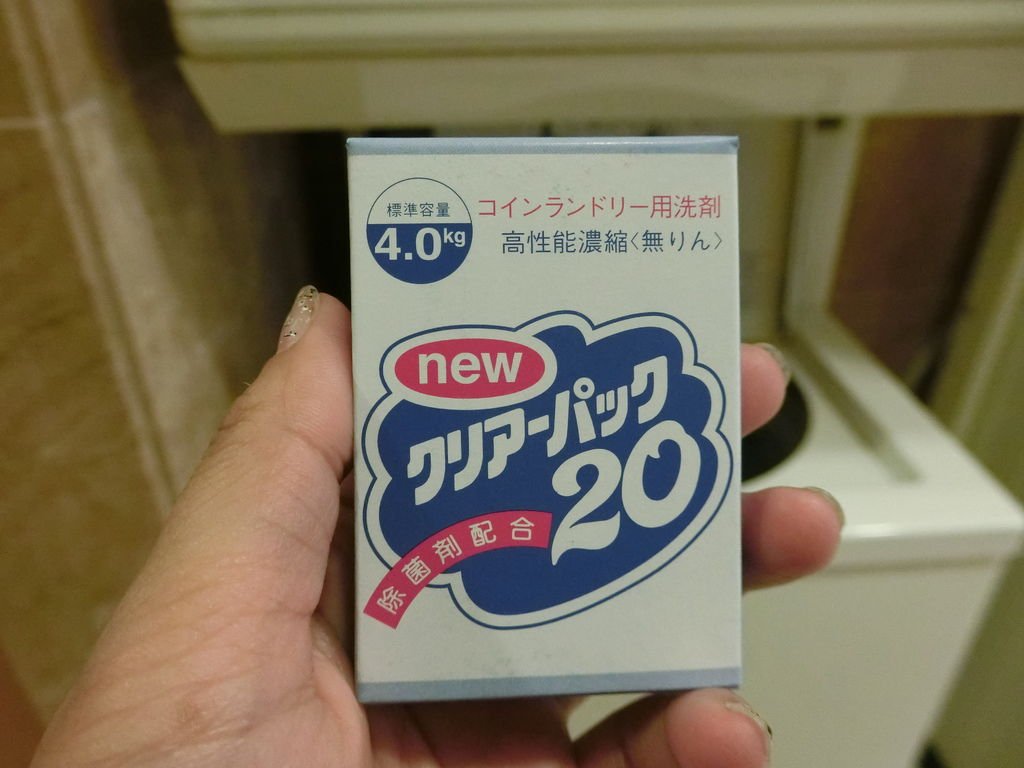 標準容量
4.0kg
コインランドリー用洗剤
高性能濃縮〈無りん〉
new
クリアーパック
20
除菌剤配合